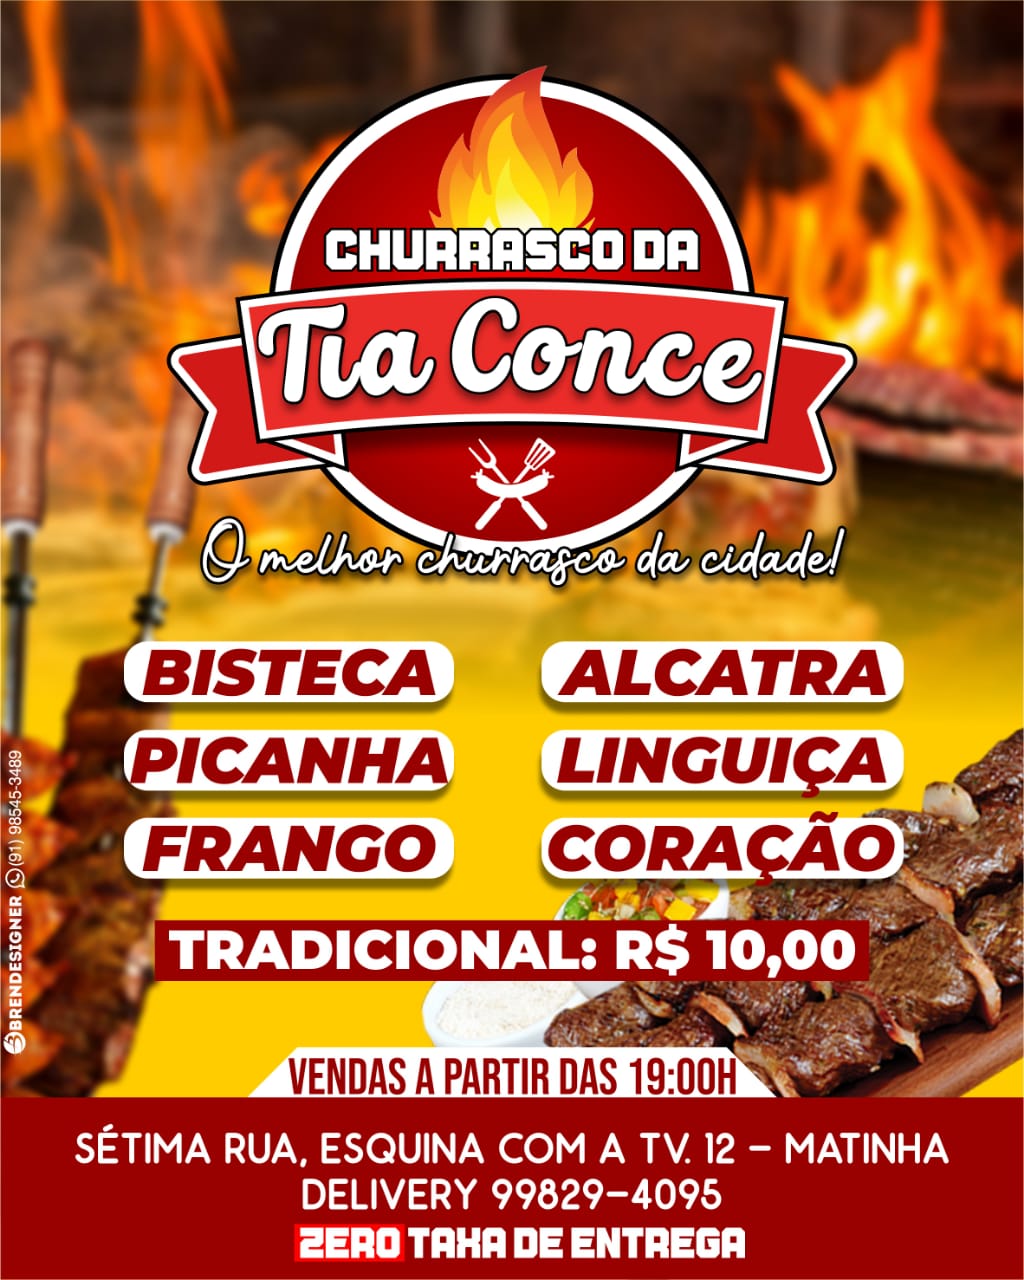 CHURRASCO DA
Tia Conce
O melhor churrasco da cidade!
BISTECA
ALCATRA
PICANHA
LINGUIÇA
FRANGO
CORAÇÃO
TRADICIONAL: R$ 10,00
VENDAS A PARTIR DAS 19:00H
SÉTIMA RUA, ESQUINA COM A TV. 12 – MATINHA
DELIVERY 99829–4095
ZERO TAXA DE ENTREGA
BRENDESIGNER (91) 98545-3489